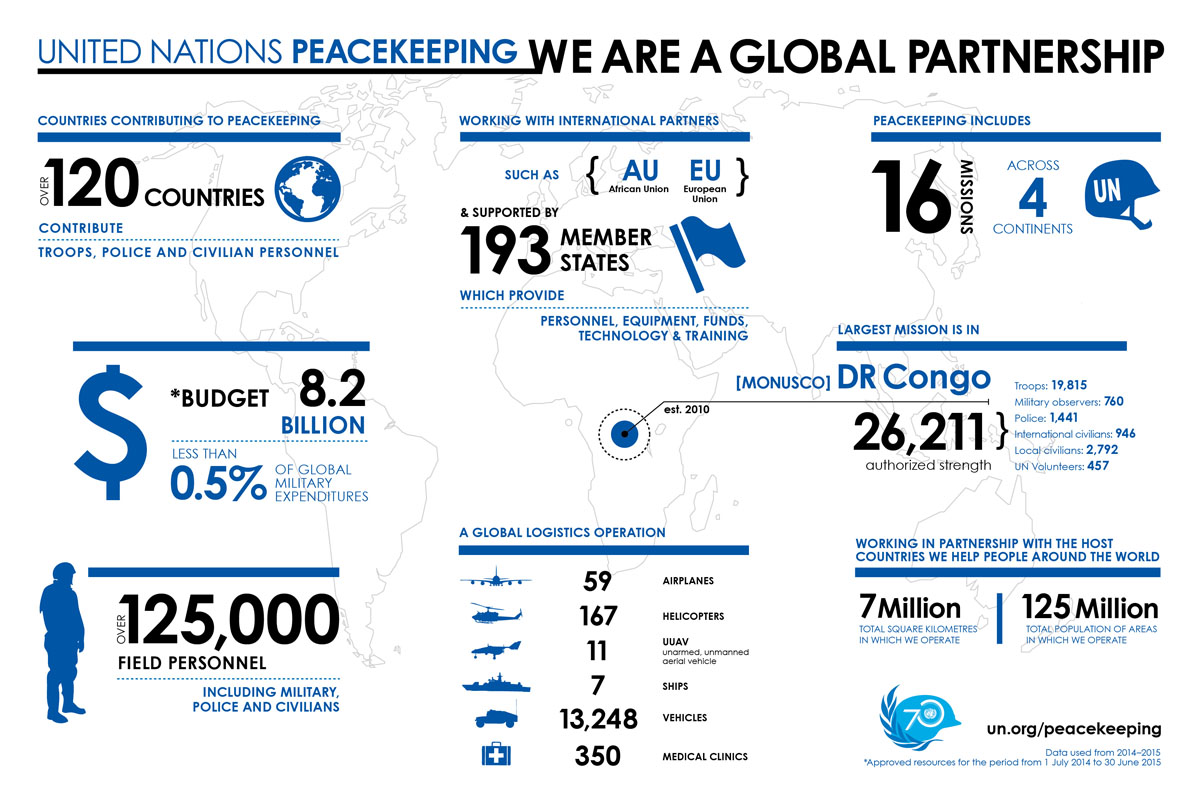 UNITED NATIONS PEACEKEEPING WE ARE A GLOBAL PARTNERSHIP
COUNTRIES CONTRIBUTING TO PEACEKEEPING
OVER 120 COUNTRIES
CONTRIBUTE
TROOPS, POLICE AND CIVILIAN PERSONNEL
WORKING WITH INTERNATIONAL PARTNERS
SUCH AS { AU EU }
African Union European
Union
& SUPPORTED BY
193 MEMBER
STATES
WHICH PROVIDE
PERSONNEL, EQUIPMENT, FUNDS,
TECHNOLOGY & TRAINING
PEACEKEEPING INCLUDES
16 MISSIONS
ACROSS
4
CONTINENTS
UN
$
*BUDGET 8.2
BILLION
LESS THAN
0.5%
OF GLOBAL
MILITARY
EXPENDITURES
LARGEST MISSION IS IN
[MONUSCO] DR Congo
est. 2010
26,211 }
authorized strength
Troops: 19,815
Military observers: 760
Police: 1,441
International civilians: 946
Local civilians: 2,792
UN Volunteers: 457
OVER 125,000
FIELD PERSONNEL
INCLUDING MILITARY,
POLICE AND CIVILIANS
A GLOBAL LOGISTICS OPERATION
59 AIRPLANES
167 HELICOPTERS
11 UUAV
unarmed, unmanned
aerial vehicle
7 SHIPS
13,248 VEHICLES
350 MEDICAL CLINICS
WORKING IN PARTNERSHIP WITH THE HOST
COUNTRIES WE HELP PEOPLE AROUND THE WORLD
7 Million
TOTAL SQUARE KILOMETRES
IN WHICH WE OPERATE
125 Million
TOTAL POPULATION OF AREAS
IN WHICH WE OPERATE
70
un.org/peacekeeping
Data used from 2014–2015
*Approved resources for the period from 1 July 2014 to 30 June 2015